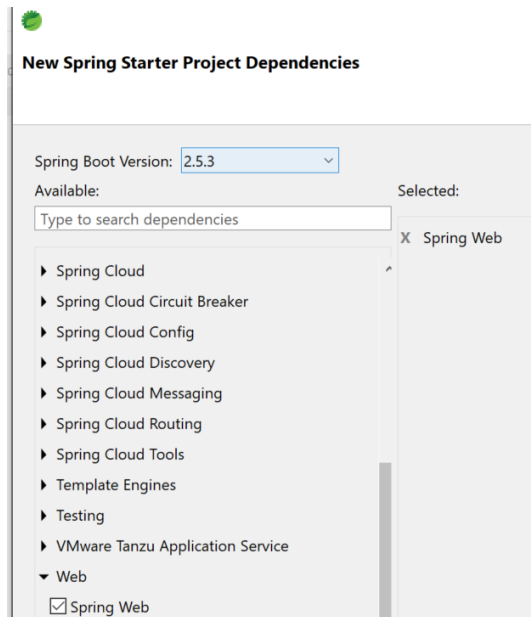 New Spring Starter Project Dependencies
Spring Boot Version: 2.5.3
Available:
Selected:
Type to search dependencies
X Spring Web
Spring Cloud
Spring Cloud Circuit Breaker
Spring Cloud Config
Spring Cloud Discovery
Spring Cloud Messaging
Spring Cloud Routing
Spring Cloud Tools
Template Engines
Testing
VMware Tanzu Application Service
Web
Spring Web